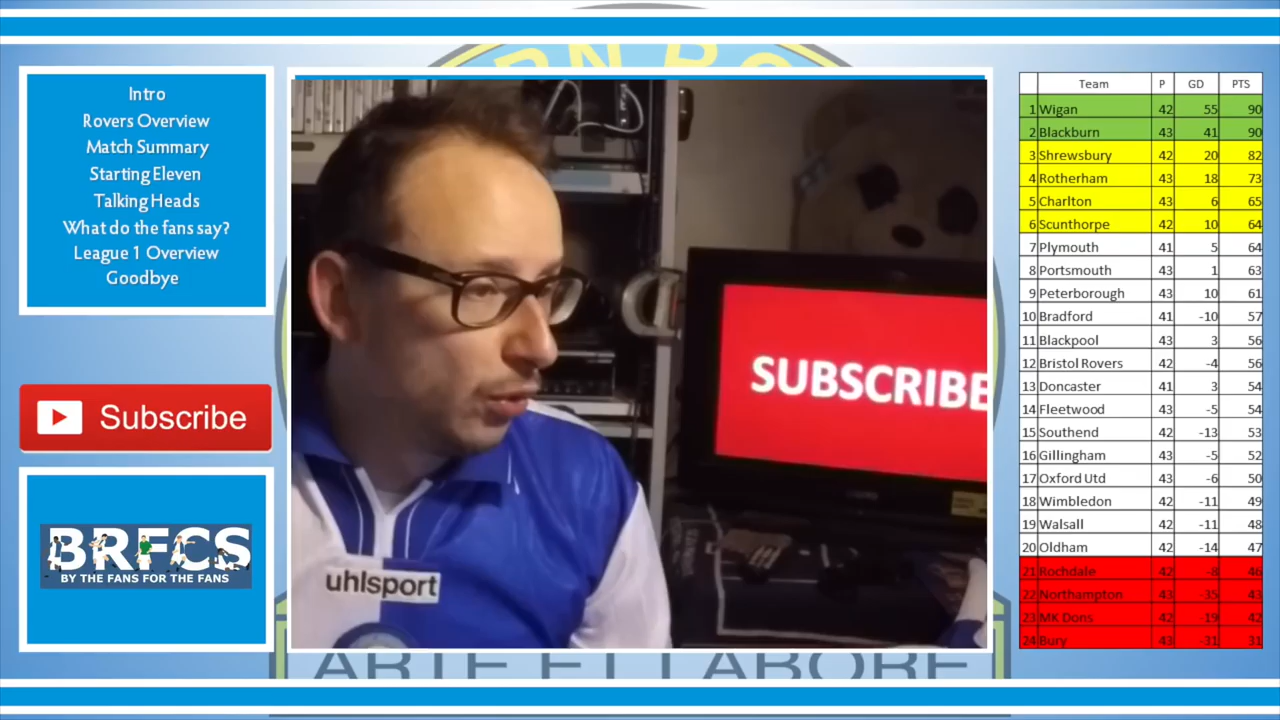 RN RO
Intro
Rovers Overview
Match Summary
Starting Eleven
Talking Heads
What do the fans say?
League 1 Overview
Goodbye
Subscribe
BRFCS
BY THE FANS FOR THE FANS
SUBSCRIBE
uhlsport
ARTE ET LABORE
Team P GD PTS
1 Wigan 42 55 90
2 Blackburn 43 41 90
3 Shrewsbury 42 20 82
4 Rotherham 43 18 73
5 Charlton 43 6 65
6 Scunthorpe 42 10 64
7 Plymouth 41 5 64
8 Portsmouth 43 1 63
9 Peterborough 43 10 61
10 Bradford 41 -10 57
11 Blackpool 43 3 56
12 Bristol Rovers 42 -4 56
13 Doncaster 41 3 54
14 Fleetwood 43 -5 54
15 Southend 42 -13 53
16 Gillingham 43 -5 52
17 Oxford Utd 43 -6 50
18 Wimbledon 42 -11 49
19 Walsall 42 -11 48
20 Oldham 42 -14 47
21 Rochdale 42 -8 46
22 Northampton 43 -35 43
23 MK Dons 42 -19 42
24 Bury 43 -31 31